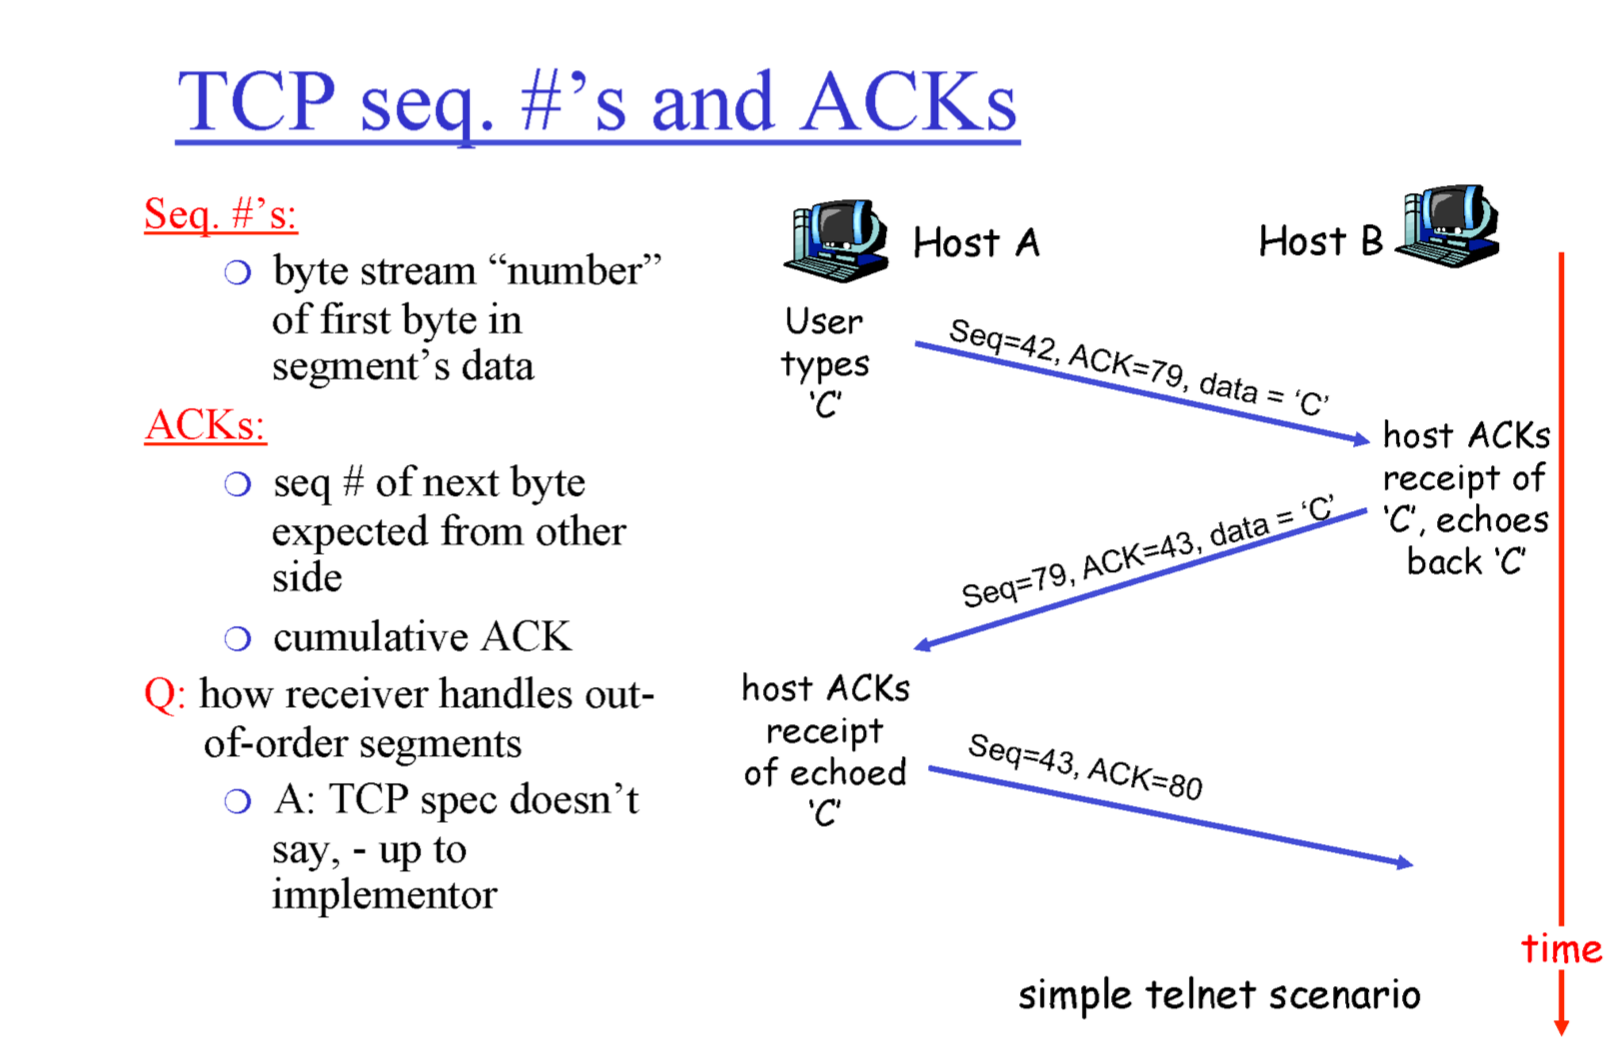 TCP seq. #’s and ACKs
Seq. #’s:
byte stream “number”
of first byte in
segment’s data
ACKs:
seq # of next byte
expected from other
side
cumulative ACK
Q: how receiver handles out-
of-order segments
A: TCP spec doesn’t
say, - up to
implementor
Host A
Host B
User
types
‘C’
Seq=42, ACK=79, data = ‘C’
host ACKs
receipt of
‘C’, echoes
back ‘C’
Seq=79, ACK=43, data = ‘C’
host ACKs
receipt
of echoed
‘C’
Seq=43, ACK=80
time
simple telnet scenario